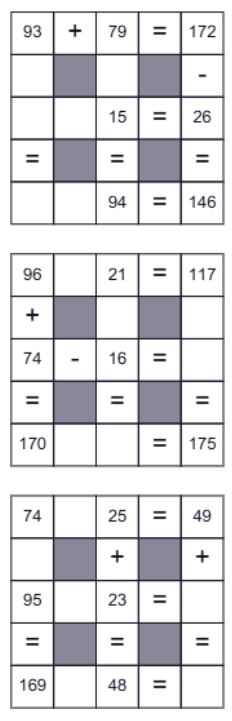 93 + 79 = 172
-
15 = 26
= = =
94 = 146
96 21 = 117
+
74 - 16 =
= = =
170 = 175
74 25 = 49
+ +
95 23 =
= = =
169 48 =